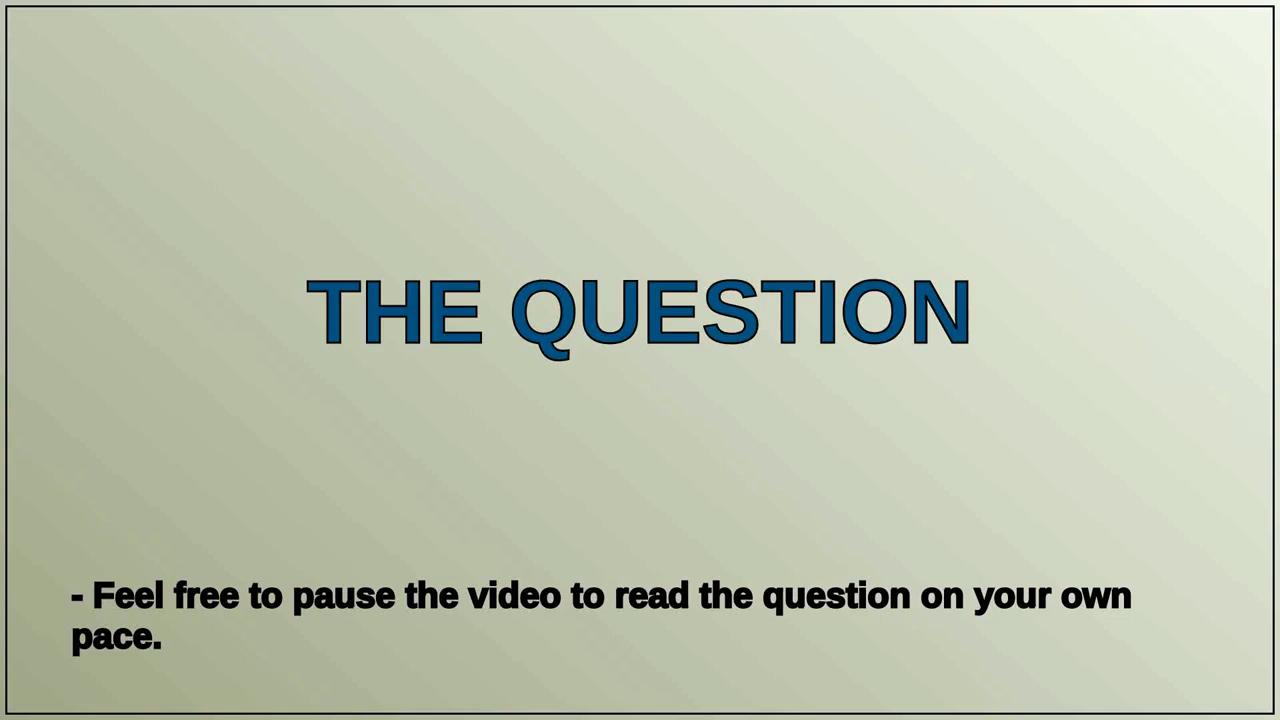 THE QUESTION
- Feel free to pause the video to read the question on your own
pace.